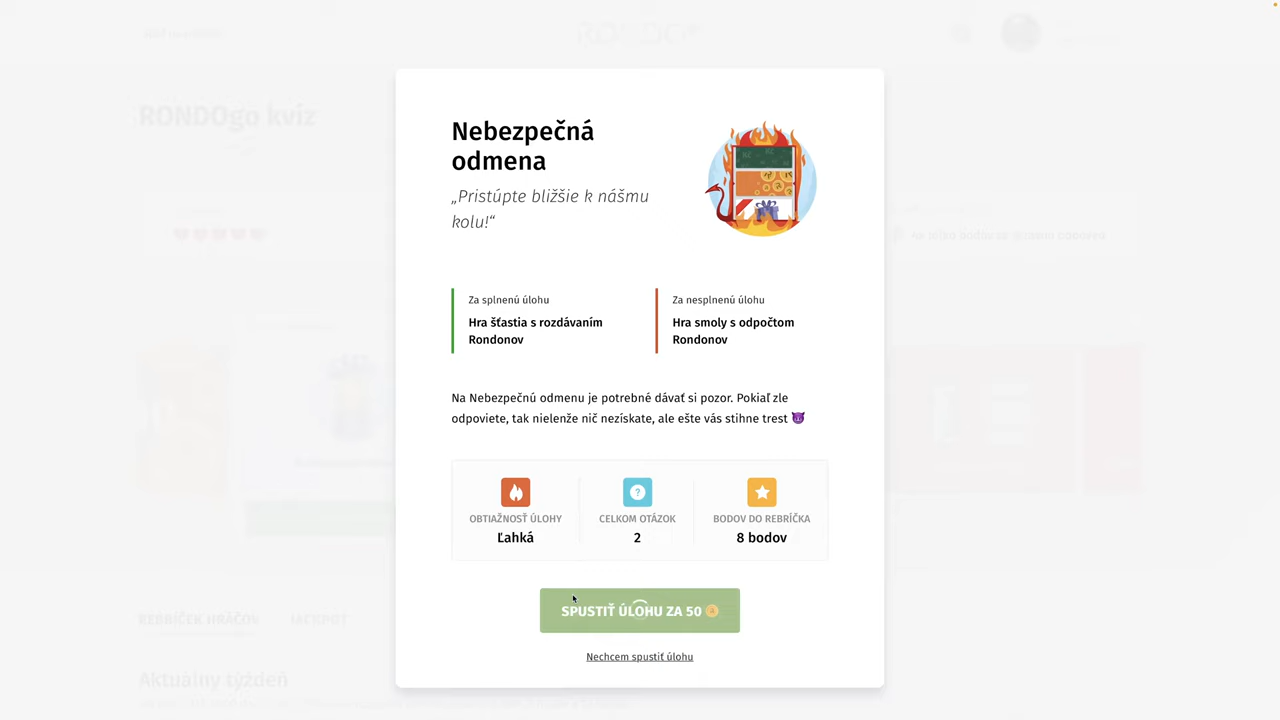 RONDOgo kvíz
Nebezpečná
odmena
„Pristúpte bližšie k nášmu
kolu!“
Za splnenú úlohu
Hra šťastia s rozdávaním
Rondonov
Za nesplnenú úlohu
Hra smoly s odpočtom
Rondonov
Na Nebezpečnú odmenu je potrebné dávať si pozor. Pokiaľ zle
odpoviete, tak nielenže nič nezískate, ale ešte vás stihne trest 😈
OBTIAŽNOSŤ ÚLOHY
Ľahká
CELKOM OTÁZOK
2
BODOV DO REBRÍČKA
8 bodov
SPUSTIŤ ÚLOHU ZA 50
Nechcem spustiť úlohu
REBRÍČEK HRÁČOV
JACKPOT
Aktuálny týždeň